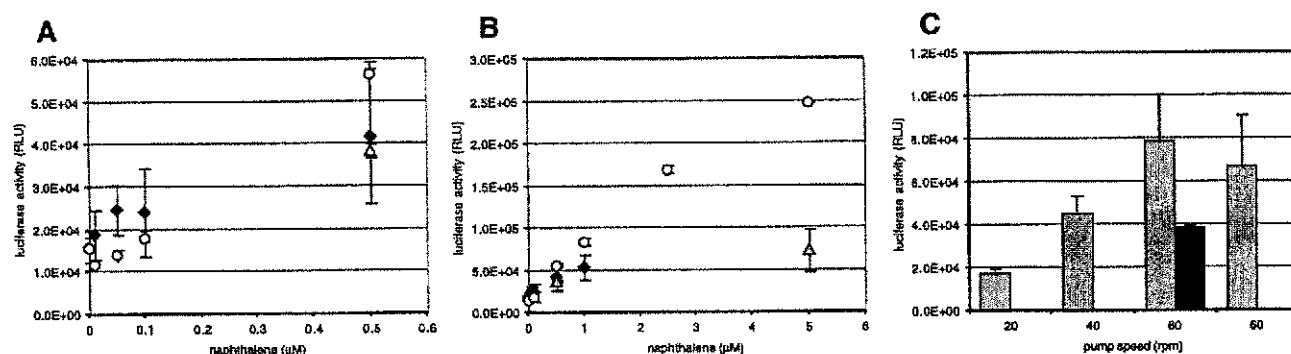 A
luciferase activity (RLU)
6.0E+04
5.0E+04
4.0E+04
3.0E+04
2.0E+04
1.0E+04
0.0E+00
0 0.1 0.2 0.3 0.4 0.5 0.6
naphthalene (µM)
B
luciferase activity (RLU)
3.0E+05
2.5E+05
2.0E+05
1.5E+05
1.0E+05
5.0E+04
0.0E+00
0 1 2 3 4 5 6
naphthalene (µM)
C
luciferase activity (RLU)
1.2E+05
1.0E+05
8.0E+04
6.0E+04
4.0E+04
2.0E+04
0.0E+00
20 40 60 60
pump speed (rpm)